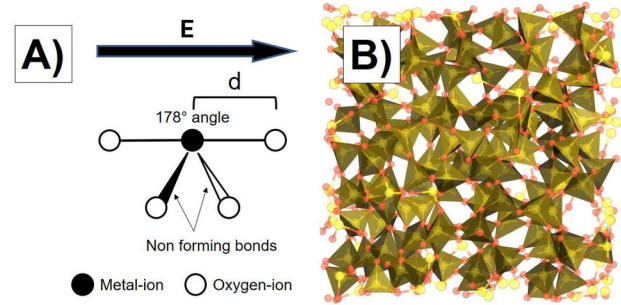 A)
E
d
178° angle
Non forming bonds
Metal-ion
Oxygen-ion
B)